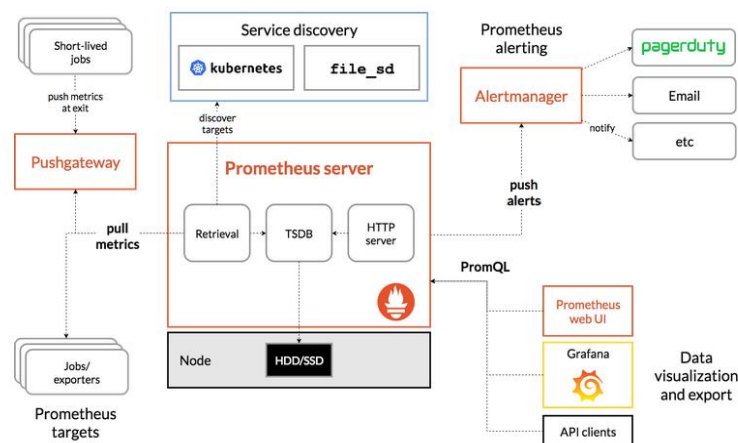 Short-lived
jobs
push metrics
at exit
Pushgateway
pull
metrics
Jobs/
exporters
Prometheus
targets
Service discovery
kubernetes
file_sd
discover
targets
Prometheus server
Retrieval
TSDB
HTTP
server
Node
HDD/SSD
Prometheus
alerting
Alertmanager
pagerduty
Email
notify
etc
push
alerts
PromQL
Prometheus
web UI
Grafana
API clients
Data
visualization
and export